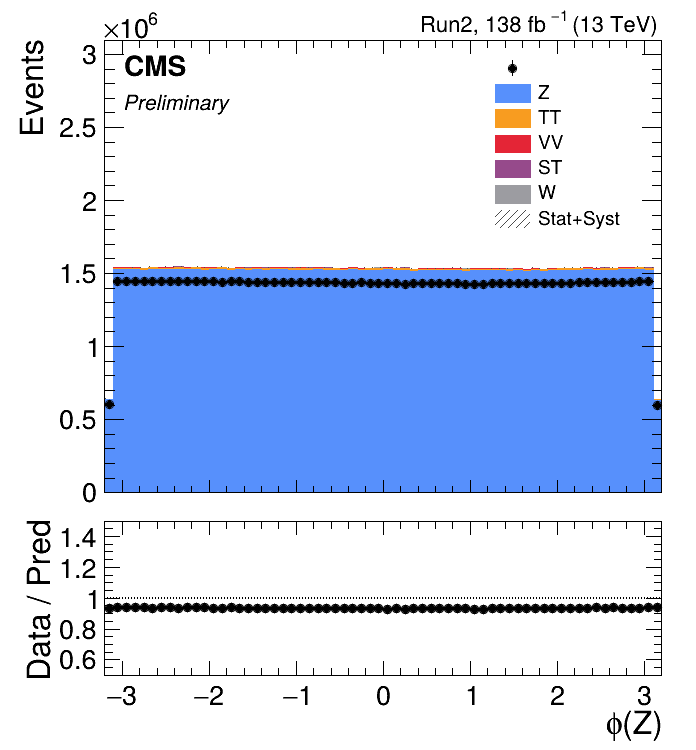 ×10⁶
Run2, 138 fb⁻¹ (13 TeV)
Events
3
2.5
2
1.5
1
0.5
0
CMS
Preliminary
Z
TT
VV
ST
W
Stat+Syst
Data / Pred
1.4
1.2
1
0.8
0.6
−3 −2 −1 0 1 2 3
ϕ(Z)